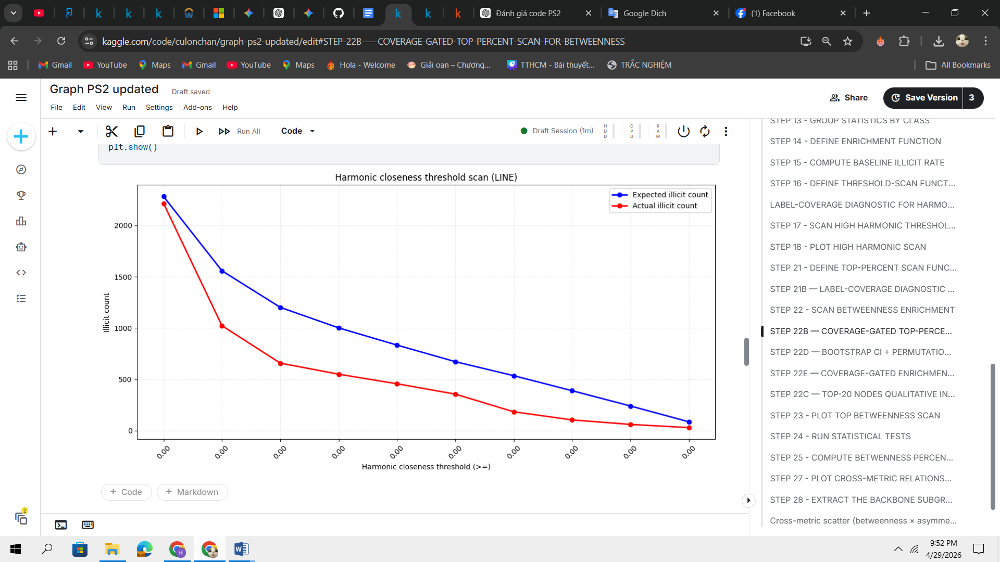 Đánh giá code PS2
Google Dịch
(1) Facebook
kaggle.com/code/culonchan/graph-ps2-updated/edit#STEP-22B-—-COVERAGE-GATED-TOP-PERCENT-SCAN-FOR-BETWEENNESS
Gmail
YouTube
Maps
Gmail
YouTube
Maps
Hola - Welcome
Giải oan – Chương...
TTHCM - Bài thuyết...
TRẮC NGHIỆM
All Bookmarks
Graph PS2 updated
Draft saved
File
Edit
View
Run
Settings
Add-ons
Help
Share
Save Version
3
Run All
Code
Draft Session (1m)
HDD
CPU
RAM
plt.show()
Harmonic closeness threshold scan (LINE)
Expected illicit count
Actual illicit count
2000
1500
1000
500
0
Illicit count
0.00
0.00
0.00
0.00
0.00
0.00
0.00
0.00
0.00
0.00
Harmonic closeness threshold (>=)
+ Code
+ Markdown
STEP 13 - GROUP STATISTICS BY CLASS
STEP 14 - DEFINE ENRICHMENT FUNCTION
STEP 15 - COMPUTE BASELINE ILLICIT RATE
STEP 16 - DEFINE THRESHOLD-SCAN FUNCT...
LABEL-COVERAGE DIAGNOSTIC FOR HARMO...
STEP 17 - SCAN HIGH HARMONIC THRESHOL...
STEP 18 - PLOT HIGH HARMONIC SCAN
STEP 21 - DEFINE TOP-PERCENT SCAN FUNC...
STEP 21B — LABEL-COVERAGE DIAGNOSTIC ...
STEP 22 - SCAN BETWEENNESS ENRICHMENT
STEP 22B — COVERAGE-GATED TOP-PERCE...
STEP 22D — BOOTSTRAP CI + PERMUTATIO...
STEP 22E — COVERAGE-GATED ENRICHMEN...
STEP 22C — TOP-20 NODES QUALITATIVE IN...
STEP 23 - PLOT TOP BETWEENNESS SCAN
STEP 24 - RUN STATISTICAL TESTS
STEP 25 - COMPUTE BETWENNESS PERCEN...
STEP 27 - PLOT CROSS-METRIC RELATIONS...
STEP 28 - EXTRACT THE BACKBONE SUBGR...
Cross-metric scatter (betweenness × asymme...
2
9:52 PM
4/29/2026